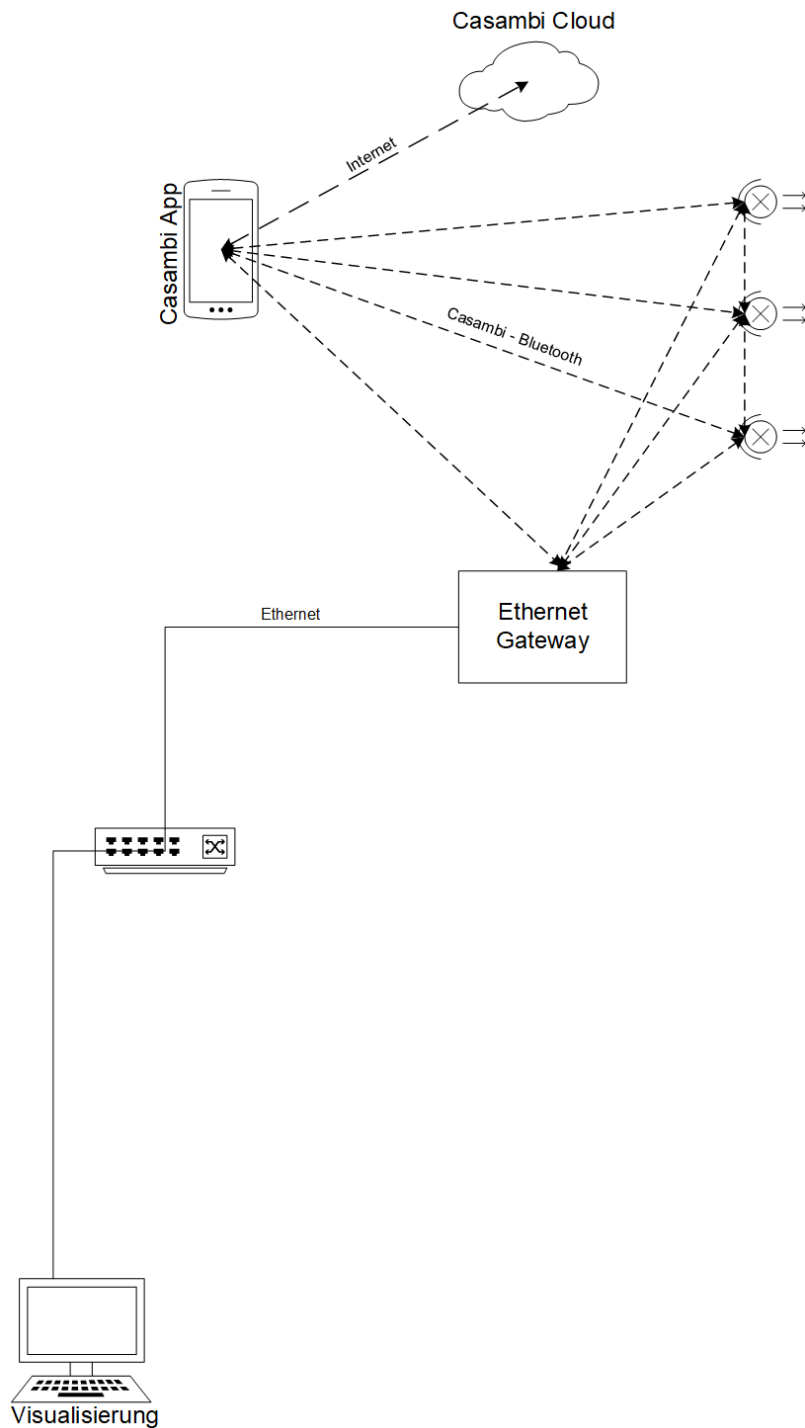 Casambi Cloud
Internet
Casambi App
Casambi - Bluetooth
Ethernet
Gateway
Ethernet
Visualisierung